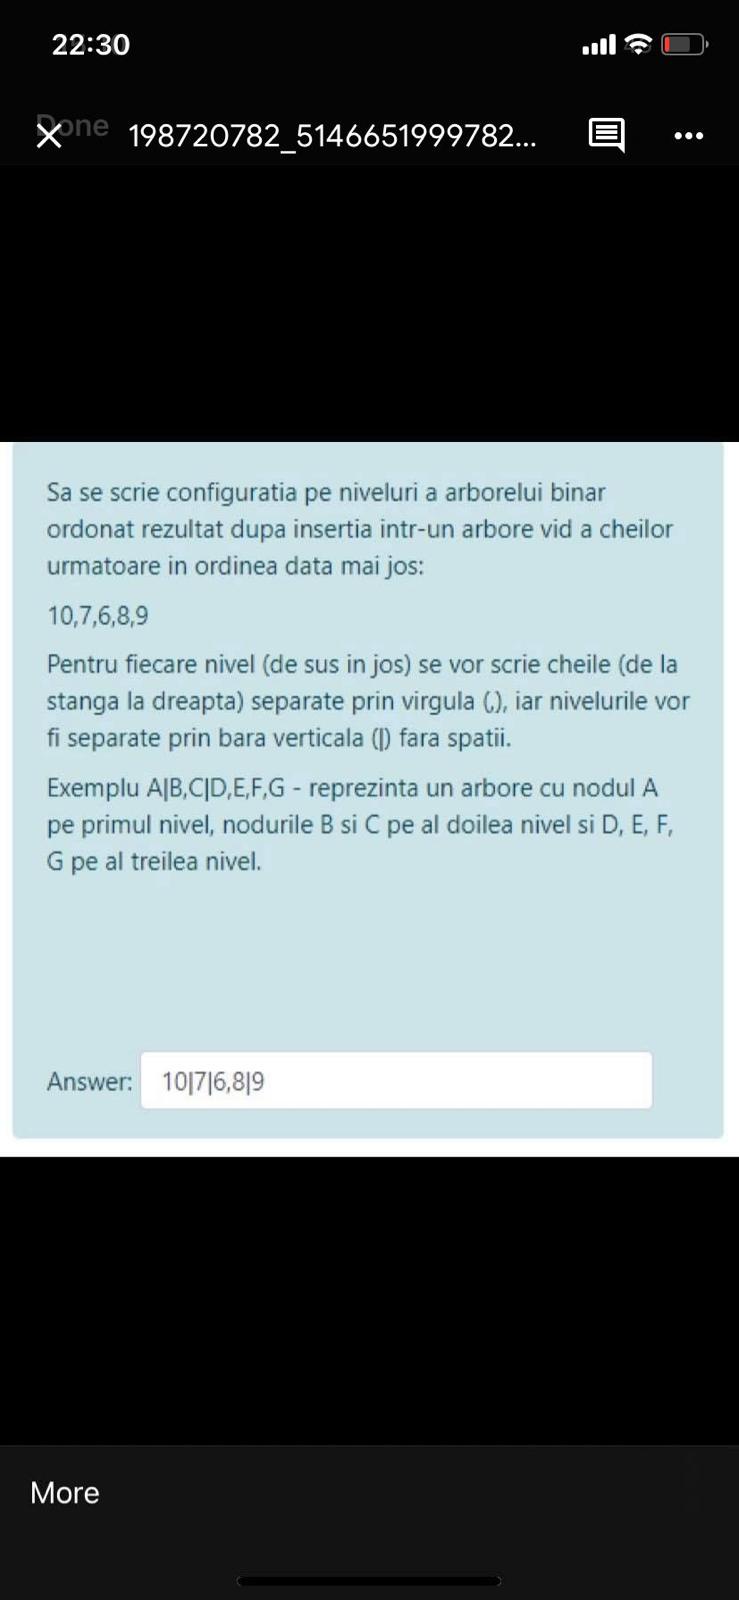 22:30
Done
198720782_5146651999782...
Sa se scrie configuratia pe niveluri a arborelui binar
ordonat rezultat dupa insertia intr-un arbore vid a cheilor
urmatoare in ordinea data mai jos:
10,7,6,8,9
Pentru fiecare nivel (de sus in jos) se vor scrie cheile (de la
stanga la dreapta) separate prin virgula (,), iar nivelurile vor
fi separate prin bara verticala (|) fara spatii.
Exemplu A|B,C|D,E,F,G - reprezinta un arbore cu nodul A
pe primul nivel, nodurile B si C pe al doilea nivel si D, E, F,
G pe al treilea nivel.
Answer: 10|7|6,8|9
More